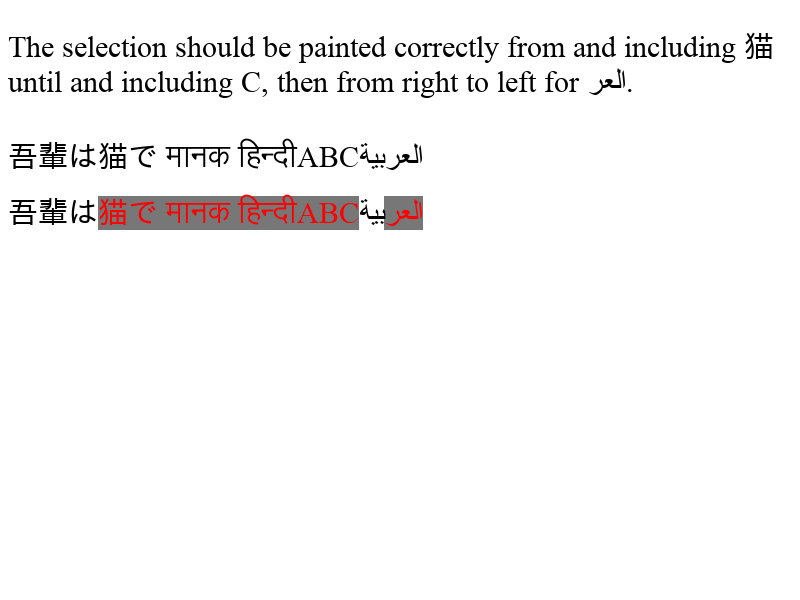 The selection should be painted correctly from and including 猫
until and including C, then from right to left for العر.
吾輩は猫で मानक हिन्दीABCالعربية
吾輩は猫で मानक हिन्दीABCالعربية